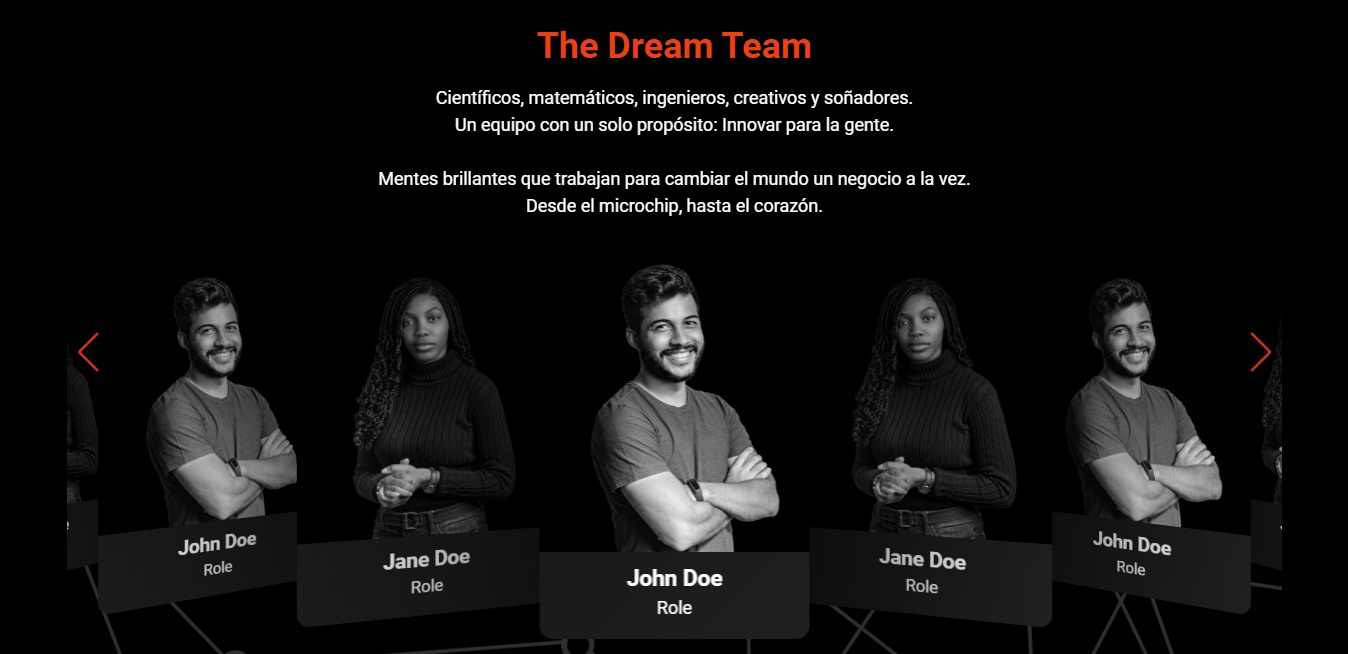 The Dream Team
Científicos, matemáticos, ingenieros, creativos y soñadores.
Un equipo con un solo propósito: Innovar para la gente.
Mentes brillantes que trabajan para cambiar el mundo un negocio a la vez.
Desde el microchip, hasta el corazón.
John Doe
Role
Jane Doe
Role
John Doe
Role
Jane Doe
Role
John Doe
Role